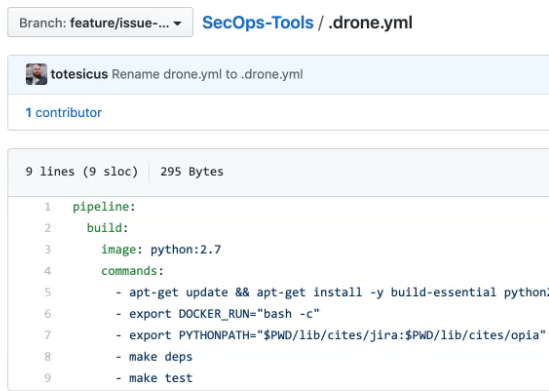 Branch: feature/issue-... SecOps-Tools / .drone.yml
totesicus Rename drone.yml to .drone.yml
1 contributor
9 lines (9 sloc) 295 Bytes
1 pipeline:
2 build:
3 image: python:2.7
4 commands:
5 - apt-get update && apt-get install -y build-essential python2
6 - export DOCKER_RUN="bash -c"
7 - export PYTHONPATH="$PWD/lib/cites/jira:$PWD/lib/cites/opia"
8 - make deps
9 - make test